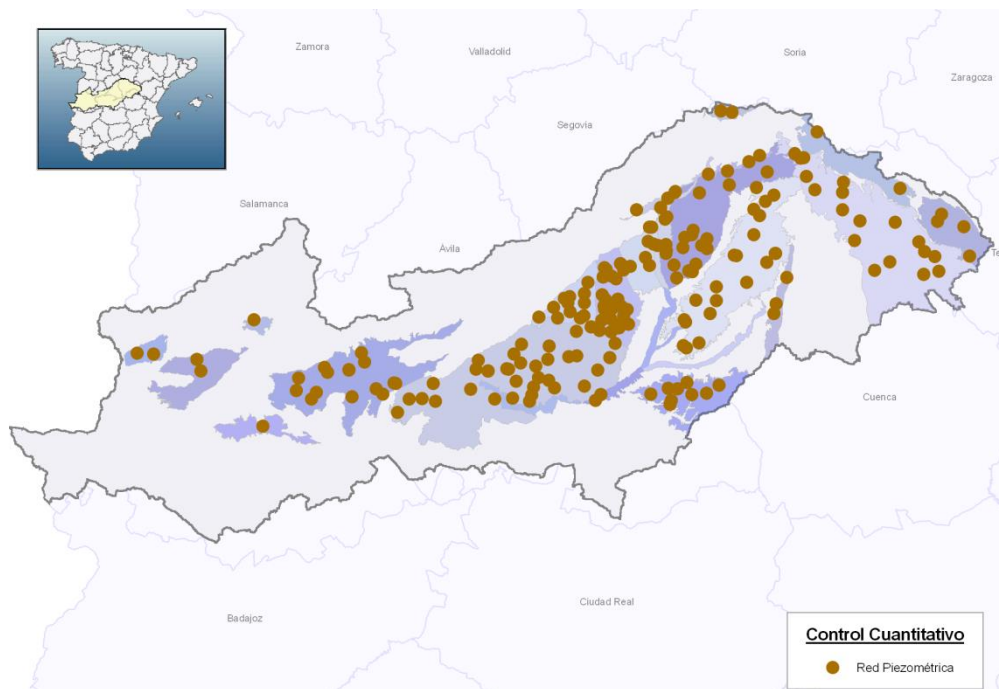 Zamora
Valladolid
Soria
Zaragoza
Segovia
Salamanca
Ávila
Te
Cuenca
Ciudad Real
Badajoz
Control Cuantitativo
Red Piezométrica